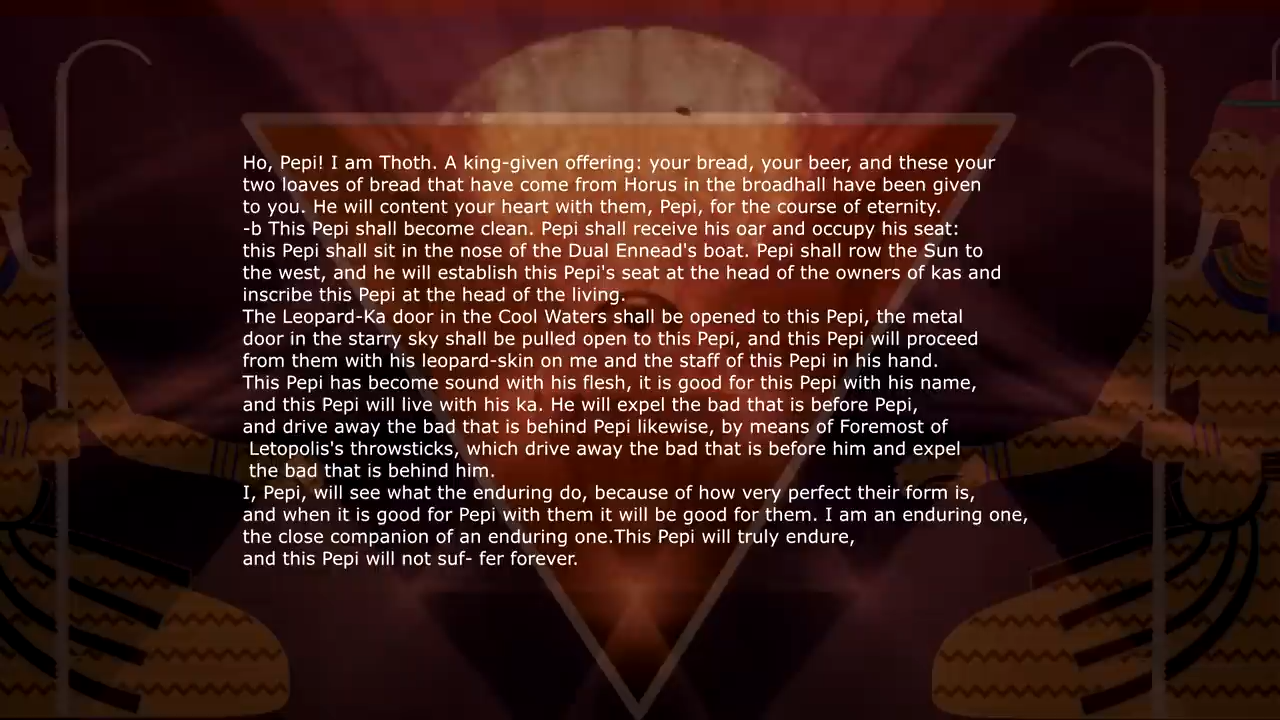 Ho, Pepi! I am Thoth. A king-given offering: your bread, your beer, and these your
two loaves of bread that have come from Horus in the broadhall have been given
to you. He will content your heart with them, Pepi, for the course of eternity.
-b This Pepi shall become clean. Pepi shall receive his oar and occupy his seat:
this Pepi shall sit in the nose of the Dual Ennead's boat. Pepi shall row the Sun to
the west, and he will establish this Pepi's seat at the head of the owners of kas and
inscribe this Pepi at the head of the living.
The Leopard-Ka door in the Cool Waters shall be opened to this Pepi, the metal
door in the starry sky shall be pulled open to this Pepi, and this Pepi will proceed
from them with his leopard-skin on me and the staff of this Pepi in his hand.
This Pepi has become sound with his flesh, it is good for this Pepi with his name,
and this Pepi will live with his ka. He will expel the bad that is before Pepi,
and drive away the bad that is behind Pepi likewise, by means of Foremost of
Letopolis's throwsticks, which drive away the bad that is before him and expel
the bad that is behind him.
I, Pepi, will see what the enduring do, because of how very perfect their form is,
and when it is good for Pepi with them it will be good for them. I am an enduring one,
the close companion of an enduring one.This Pepi will truly endure,
and this Pepi will not suf- fer forever.